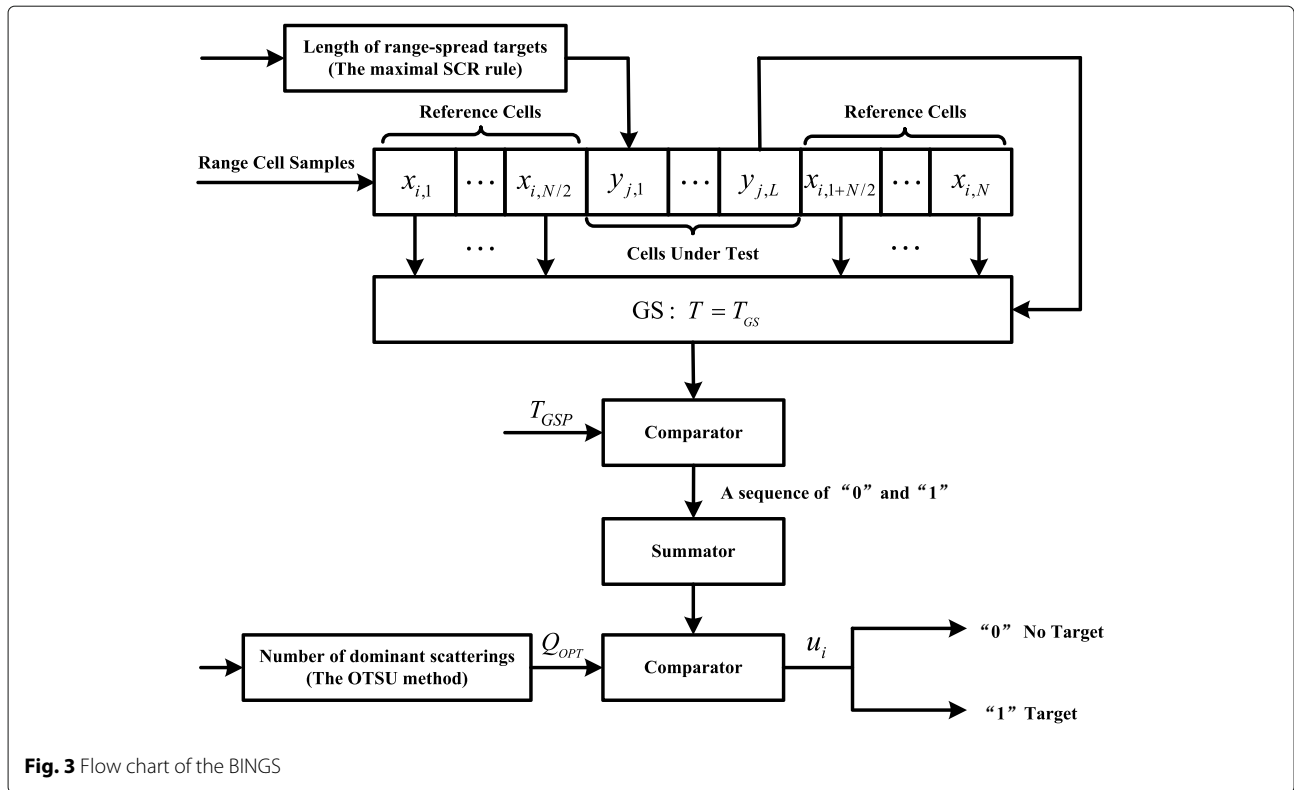 Length of range-spread targets
(The maximal SCR rule)
Reference Cells
Reference Cells
Range Cell Samples
x_{i,1} ... x_{i,N/2} y_{j,1} ... y_{j,L} x_{i,1+N/2} ... x_{i,N}
... ...
Cells Under Test
GS : T = T_{GS}
T_{GSP}
Comparator
A sequence of “0” and “1”
Summator
Number of dominant scatterings
(The OTSU method)
Q_{OPT}
Comparator
u_i
“0” No Target
“1” Target
Fig. 3 Flow chart of the BINGS